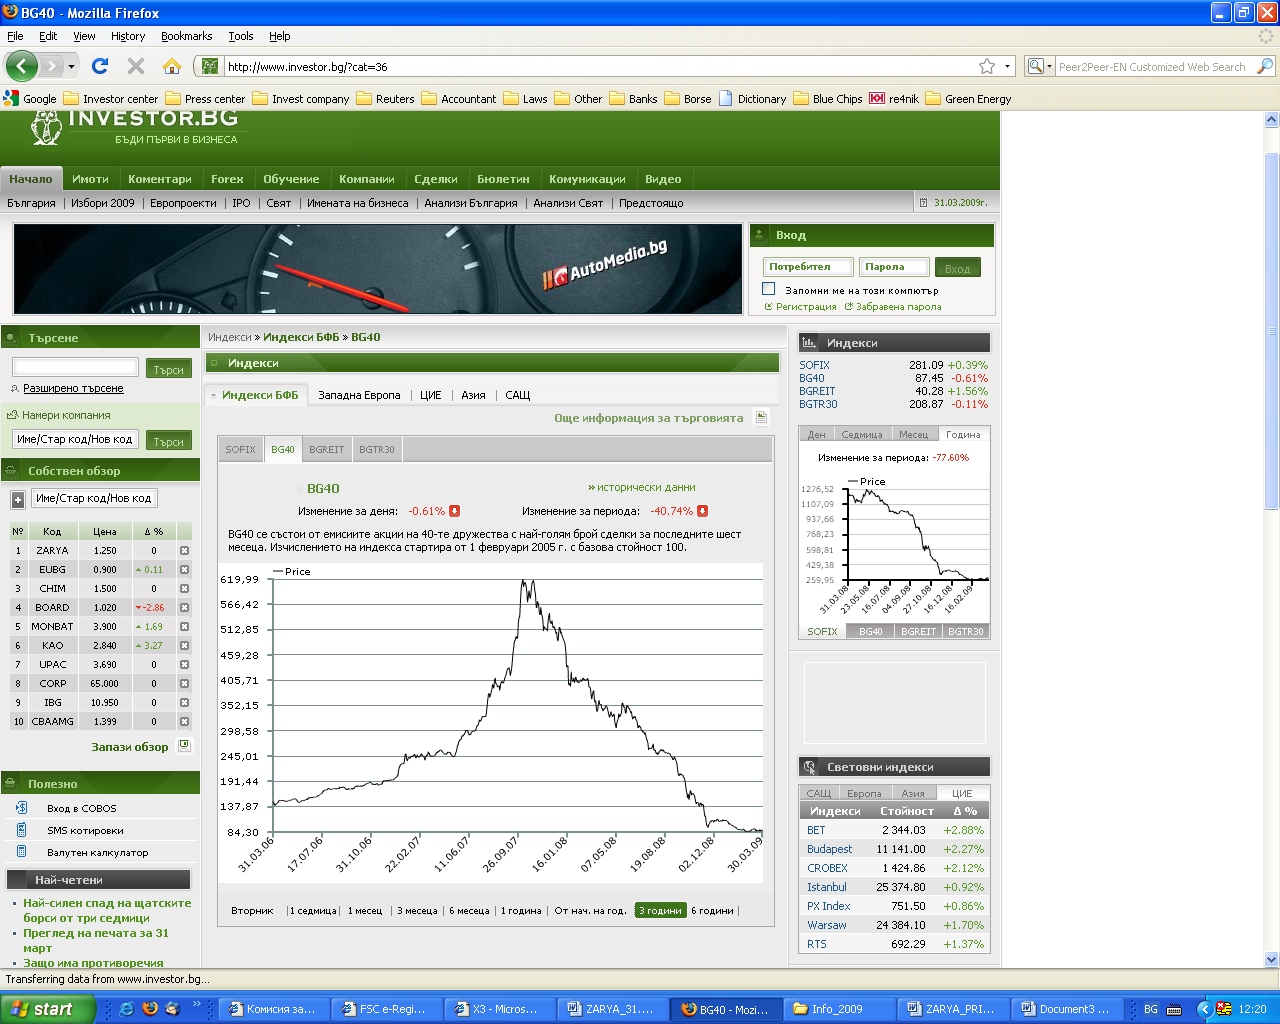 BG40 - Mozilla Firefox
File Edit View History Bookmarks Tools Help
http://www.investor.bg/?cat=36
Peer2Peer-EN Customized Web Search
Google Investor center Press center Invest company Reuters Accountant Laws Other Banks Borse Dictionary Blue Chips re4nik Green Energy
INVESTOR.BG
БЪДИ ПЪРВИ В БИЗНЕСА
Начало Имоти Коментари Forex Обучение Компании Сделки Бюлетин Комуникации Видео
България | Избори 2009 | Европроекти | IPO | Свят | Имената на бизнеса | Анализи България | Анализи Свят | Предстоящо
31.03.2009г.
AutoMedia.bg
Вход
Потребител Парола Вход
Запомни ме на този компютър
Регистрация Забравена парола
Търсене
Търси
Разширено търсене
Намери компания
Име/Стар код/Нов код Търси
Собствен обзор
+ Име/Стар код/Нов код
№ Код Цена Δ %
1 ZARYA 1.250 0
2 EUBG 0.900 0.11
3 CHIM 1.500 0
4 BOARD 1.020 -2.86
5 MONBAT 3.900 1.69
6 KAO 2.840 3.27
7 UPAC 3.690 0
8 CORP 65.000 0
9 IBG 10.950 0
10 CBAAMG 1.399 0
Запази обзор
Полезно
Вход в COBOS
SMS котировки
Валутен калкулатор
Най-четени
Най-силен спад на щатските
борси от три седмици
Преглед на печата за 31
март
Защо има противоречия
Индекси » Индекси БФБ » BG40
Индекси
Индекси БФБ Западна Европа | ЦИЕ | Азия | САЩ
Още информация за търговията
SOFIX BG40 BGREIT BGTR30
BG40
» исторически данни
Изменение за деня: -0.61% Изменение за периода: -40.74%
BG40 се състои от емисиите акции на 40-те дружества с най-голям брой сделки за последните шест
месеца. Изчислението на индекса стартира от 1 февруари 2005 г. с базова стойност 100.
Price
619,99
566,42
512,85
459,28
405,71
352,15
298,58
245,01
191,44
137,87
84,30
31.03.06 17.07.06 31.10.06 22.02.07 11.06.07 26.09.07 16.01.08 07.05.08 19.08.08 02.12.08 30.03.09
Вторник | 1 седмица | 1 месец | 3 месеца | 6 месеца | 1 година | От нач. на год. 3 години 6 години |
Индекси
SOFIX 281.09 +0.39%
BG40 87.45 -0.61%
BGREIT 40.28 +1.56%
BGTR30 208.87 -0.11%
Ден Седмица Месец Година
Изменение за периода: -77.60%
Price
1276,52
1107,09
937,66
768,23
598,81
429,38
259,95
31.03.08 23.05.08 16.07.08 04.09.08 27.10.08 16.12.08 16.02.09
SOFIX BG40 BGREIT BGTR30
Световни индекси
САЩ Европа Азия ЦИЕ
Индекси Стойност Δ %
BET 2 344.03 +2.88%
Budapest 11 141.00 +2.27%
CROBEX 1 424.86 +2.12%
Istanbul 25 374.80 +0.92%
PX Index 751.50 +0.86%
Warsaw 24 384.10 +1.70%
RTS 692.29 +1.37%
Transferring data from www.investor.bg...
start Комисия за... FSC e-Regi... X3 - Micros... ZARYA_31.... BG40 - Mozi... Info_2009 ZARYA_PRI... Document3 ... BG 12:20